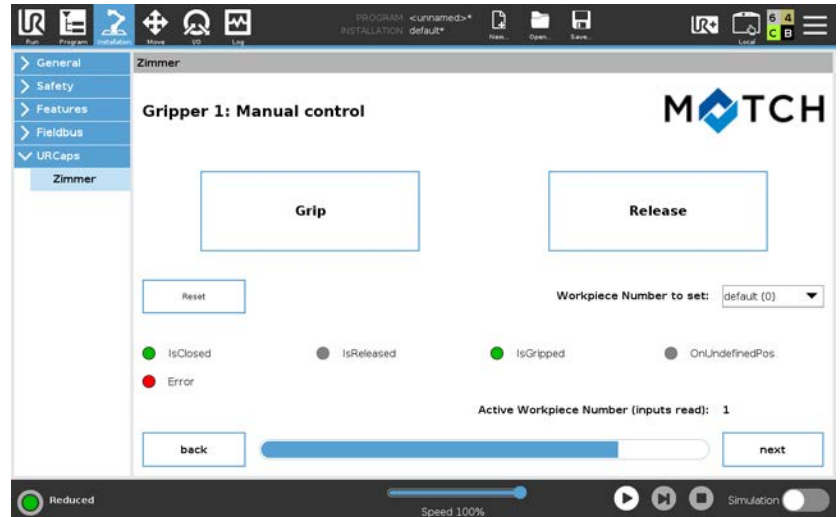 UR
PROGRAM <unnamed>*
INSTALLATION default*
UR+
6 4
C B
Run Program Installation Move I/O Log New... Open... Save... Local
General
Zimmer
Safety
Features
Fieldbus
URCaps
Zimmer
Gripper 1: Manual control
MATCH
Grip
Release
Reset
Workpiece Number to set:
default (0)
IsClosed
IsReleased
IsGripped
OnUndefinedPos
Error
Active Workpiece Number (inputs read): 1
back
next
Reduced
Speed 100%
Simulation